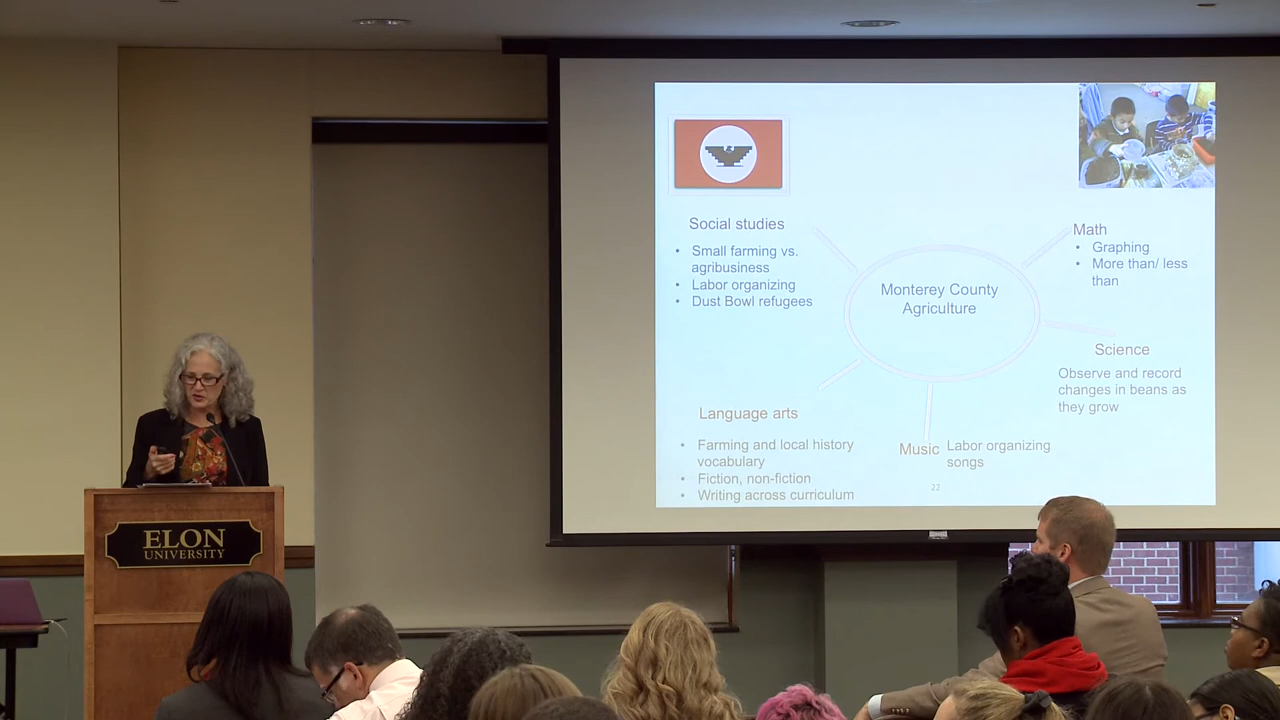 ELON
UNIVERSITY
Social studies
• Small farming vs.
agribusiness
• Labor organizing
• Dust Bowl refugees
Monterey County
Agriculture
Math
• Graphing
• More than/ less
than
Science
Observe and record
changes in beans as
they grow
Language arts
• Farming and local history
vocabulary
• Fiction, non-fiction
• Writing across curriculum
Music Labor organizing
songs
22